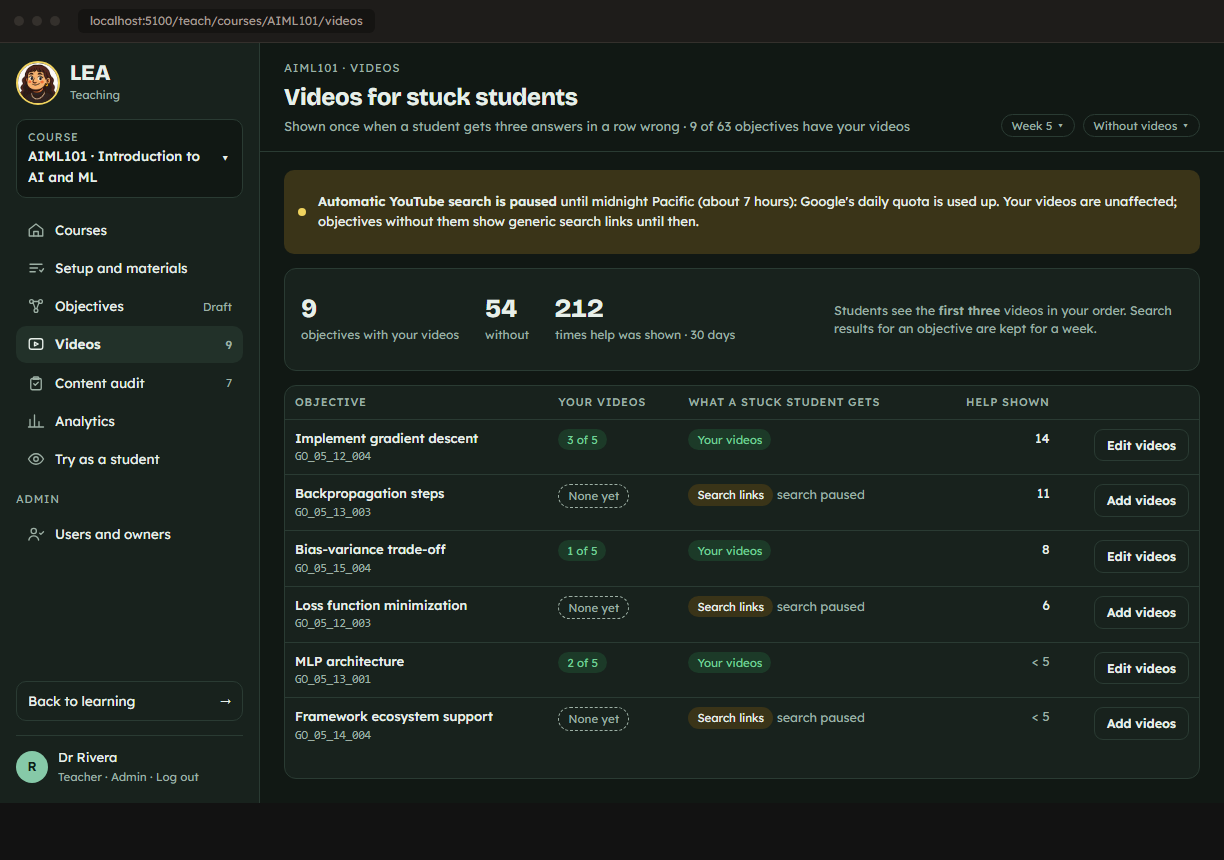 localhost:5100/teach/courses/AIML101/videos
LEA
Teaching
COURSE
AIML101 · Introduction to
AI and ML
Courses
Setup and materials
Objectives Draft
Videos 9
Content audit 7
Analytics
Try as a student
ADMIN
Users and owners
Back to learning →
R
Dr Rivera
Teacher · Admin · Log out
AIML101 · VIDEOS
Videos for stuck students
Shown once when a student gets three answers in a row wrong · 9 of 63 objectives have your videos
Week 5 ▾ Without videos ▾
Automatic YouTube search is paused until midnight Pacific (about 7 hours): Google's daily quota is used up. Your videos are unaffected;
objectives without them show generic search links until then.
9 54 212
objectives with your videos without times help was shown · 30 days
Students see the first three videos in your order. Search
results for an objective are kept for a week.
OBJECTIVE YOUR VIDEOS WHAT A STUCK STUDENT GETS HELP SHOWN
Implement gradient descent 3 of 5 Your videos 14 Edit videos
GO_05_12_004
Backpropagation steps None yet Search links search paused 11 Add videos
GO_05_13_003
Bias-variance trade-off 1 of 5 Your videos 8 Edit videos
GO_05_15_004
Loss function minimization None yet Search links search paused 6 Add videos
GO_05_12_003
MLP architecture 2 of 5 Your videos < 5 Edit videos
GO_05_13_001
Framework ecosystem support None yet Search links search paused < 5 Add videos
GO_05_14_004